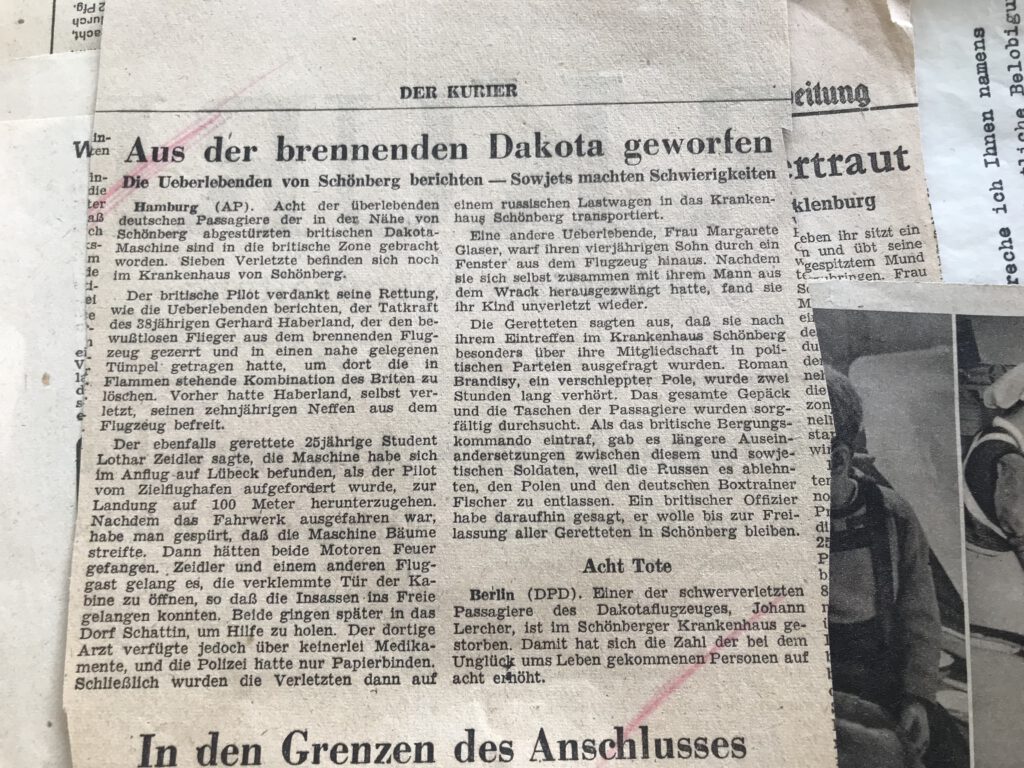 DER KURIER
Aus der brennenden Dakota geworfen
Die Ueberlebenden von Schönberg berichten — Sowjets machten Schwierigkeiten
Hamburg (AP). Acht der überlebenden
deutschen Passagiere der in der Nähe von
Schönberg abgestürzten britischen Dakota-
Maschine sind in die britische Zone gebracht
worden. Sieben Verletzte befinden sich noch
im Krankenhaus von Schönberg.
Der britische Pilot verdankt seine Rettung,
wie die Ueberlebenden berichten, der Tatkraft
des 38jährigen Gerhard Haberland, der den be-
wußtlosen Flieger aus dem brennenden Flug-
zeug gezerrt und in einen nahe gelegenen
Tümpel getragen hatte, um dort die in
Flammen stehende Kombination des Briten zu
löschen. Vorher hatte Haberland, selbst ver-
letzt, seinen zehnjährigen Neffen aus dem
Flugzeug befreit.
Der ebenfalls gerettete 25jährige Student
Lothar Zeidler sagte, die Maschine habe sich
im Anflug auf Lübeck befunden, als der Pilot
vom Zielflughafen aufgefordert wurde, zur
Landung auf 100 Meter herunterzugehen.
Nachdem das Fahrwerk ausgefahren war,
habe man gespürt, daß die Maschine Bäume
streifte. Dann hätten beide Motoren Feuer
gefangen. Zeidler und einem anderen Flug-
gast gelang es, die verklemmte Tür der Ka-
bine zu öffnen, so daß die Insassen ins Freie
gelangen konnten. Beide gingen später in das
Dorf Schattin, um Hilfe zu holen. Der dortige
Arzt verfügte jedoch über keinerlei Medika-
mente, und die Polizei hatte nur Papierbinden.
Schließlich wurden die Verletzten dann auf
einem russischen Lastwagen in das Kranken-
haus Schönberg transportiert.
Eine andere Ueberlebende, Frau Margarete
Glaser, warf ihren vierjährigen Sohn durch ein
Fenster aus dem Flugzeug hinaus. Nachdem
sie sich selbst zusammen mit ihrem Mann aus
dem Wrack herausgezwängt hatte, fand sie
ihr Kind unverletzt wieder.
Die Geretteten sagten aus, daß sie nach
ihrem Eintreffen im Krankenhaus Schönberg
besonders über ihre Mitgliedschaft in poli-
tischen Parteien ausgefragt wurden. Roman
Brandisy, ein verschleppter Pole, wurde zwei
Stunden lang verhört. Das gesamte Gepäck
und die Taschen der Passagiere wurden sorg-
fältig durchsucht. Als das britische Bergungs-
kommando eintraf, gab es längere Ausein-
andersetzungen zwischen diesem und sowje-
tischen Soldaten, weil die Russen es ablehn-
ten, den Polen und den deutschen Boxtrainer
Fischer zu entlassen. Ein britischer Offizier
habe daraufhin gesagt, er wolle bis zur Frei-
lassung aller Geretteten in Schönberg bleiben.
Acht Tote
Berlin (DPD). Einer der schwerverletzten
Passagiere des Dakotaflugzeuges, Johann
Lercher, ist im Schönberger Krankenhaus ge-
storben. Damit hat sich die Zahl der bei dem
Unglück ums Leben gekommenen Personen auf
acht erhöht.
In den Grenzen des Anschlusses
eitung
ertraut
klenburg
eben ihr sitzt ein
n und übt seine
gespitztem Mund
bringen. Frau
reche ich Ihnen namens
tliche Belobigu